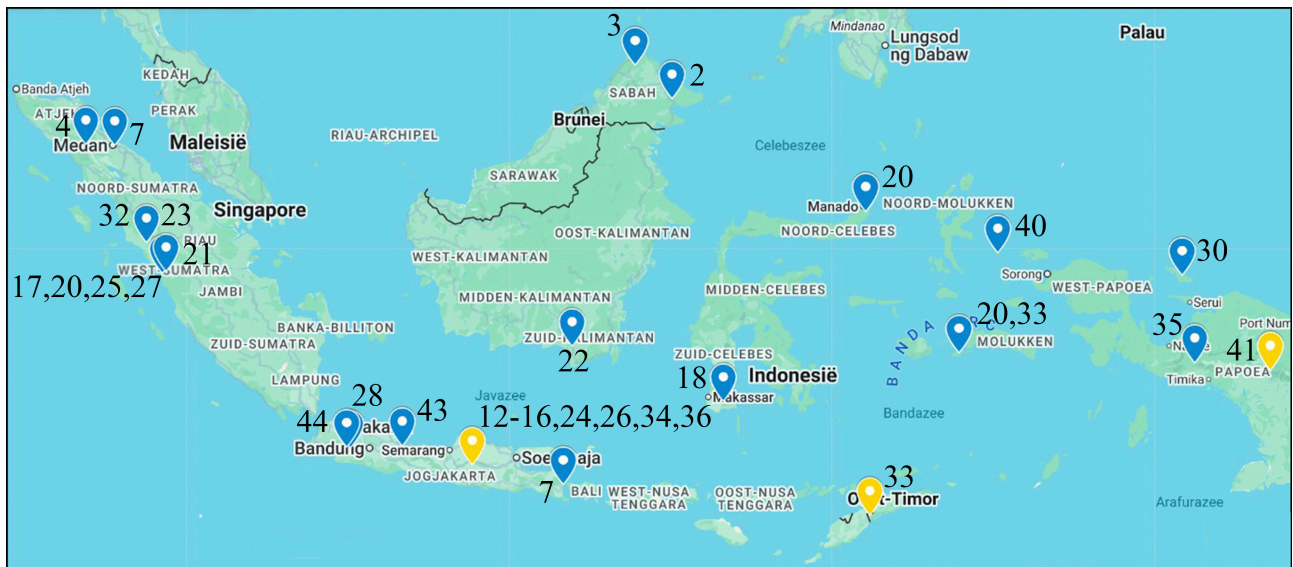 Mindanao
Palau
Lungsod
ng Dabaw
3
KEDAH
2
SABAH
Banda Atjeh
PERAK
4
7
Brunei
Medan
Maleisië
RIAU-ARCHIPEL
Celebeszee
SARAWAK
20
NOORD-SUMATRA
Manado
NOORD-MOLUKKEN
32
23
Singapore
40
OOST-KALIMANTAN
NOORD-CELEBES
RIAU
21
WEST-KALIMANTAN
30
WEST-SUMATRA
Sorong
WEST-PAPOEA
17,20,25,27
JAMBI
MIDDEN-CELEBES
MIDDEN-KALIMANTAN
Serui
BANKA-BILLITON
20,33
BANDA
MOLUKKEN
35
Port Num
ZUID-KALIMANTAN
ZUID-SUMATRA
22
ZUID-CELEBES
41
PAPOEA
LAMPUNG
18
Indonesië
Timika
Makassar
Javazee
28
Bandazee
44
43
12-16,24,26,34,36
Bandung
Semarang
JOGJAKARTA
7
BALI
WEST-NUSA
TENGGARA
OOST-NUSA
TENGGARA
33
Oost-Timor
Arafurazee